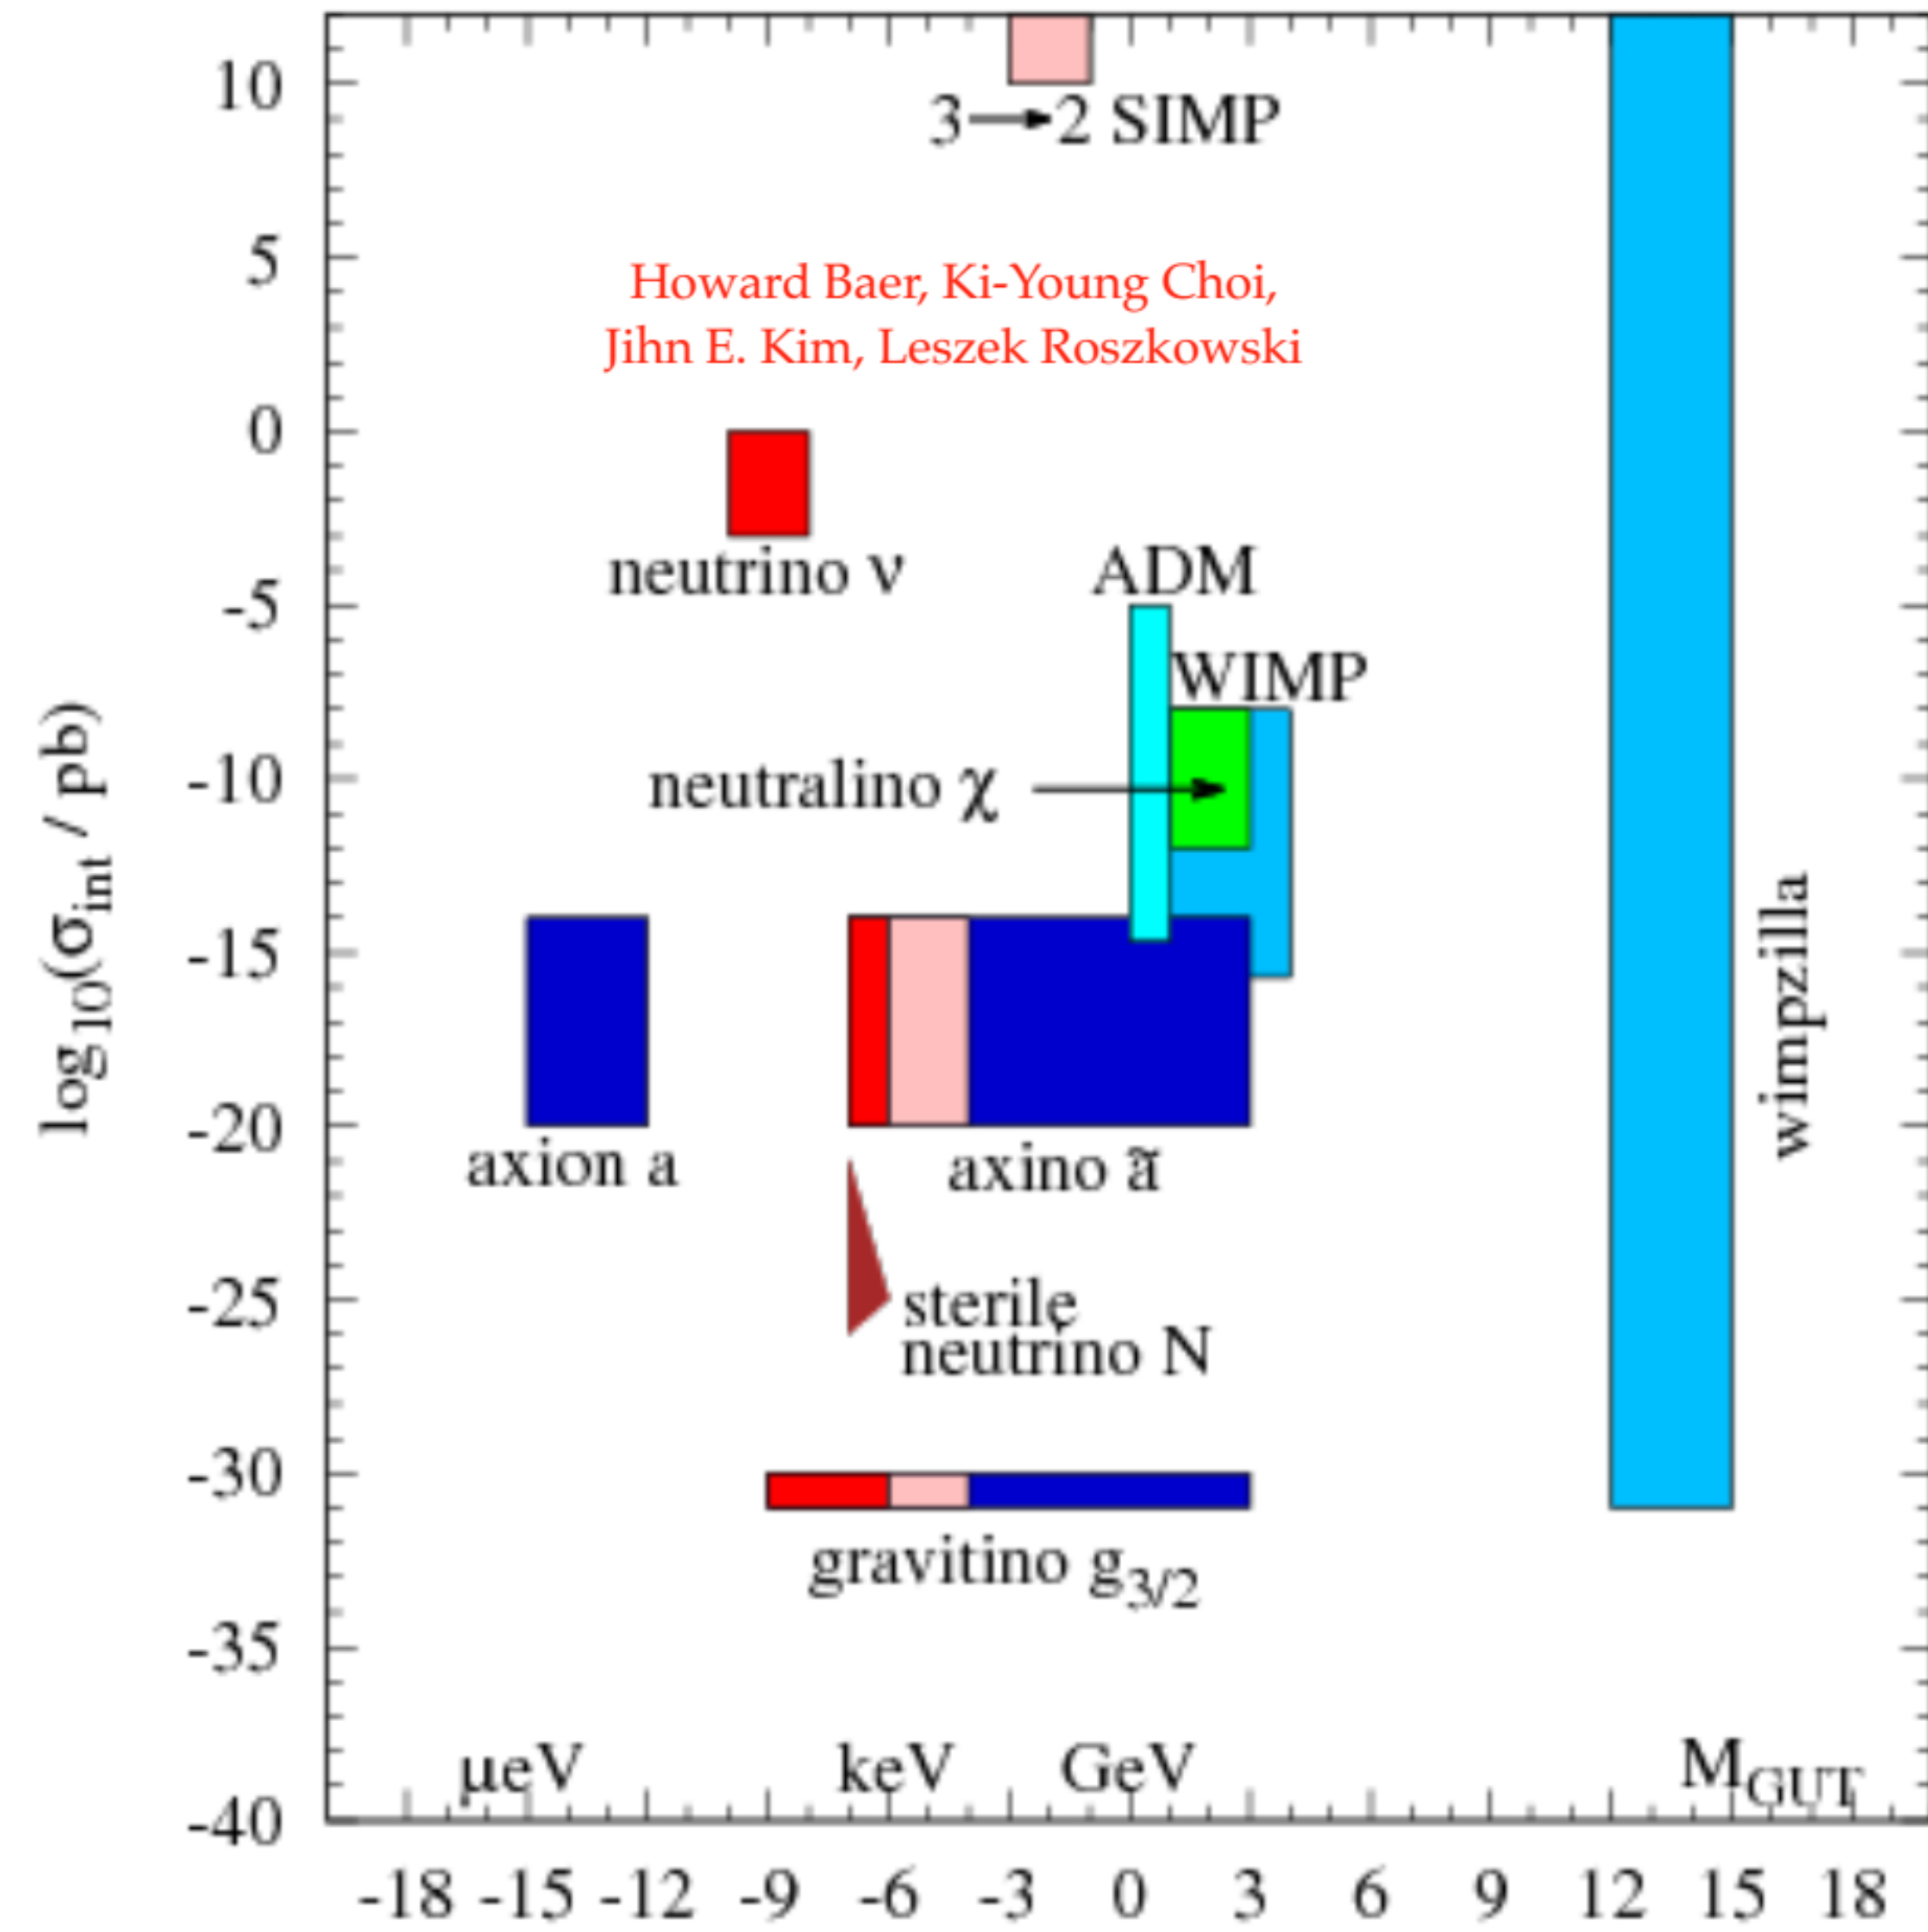 10
3→2 SIMP
5
Howard Baer, Ki-Young Choi,
Jihn E. Kim, Leszek Roszkowski
0
neutrino ν
ADM
-5
WIMP
neutralino χ
-10
log10(σint / pb)
wimpzilla
-15
-20
axion a
axino ã
-25
sterile
neutrino N
-30
gravitino g3/2
-35
μeV keV GeV MGUT
-40
-18 -15 -12 -9 -6 -3 0 3 6 9 12 15 18